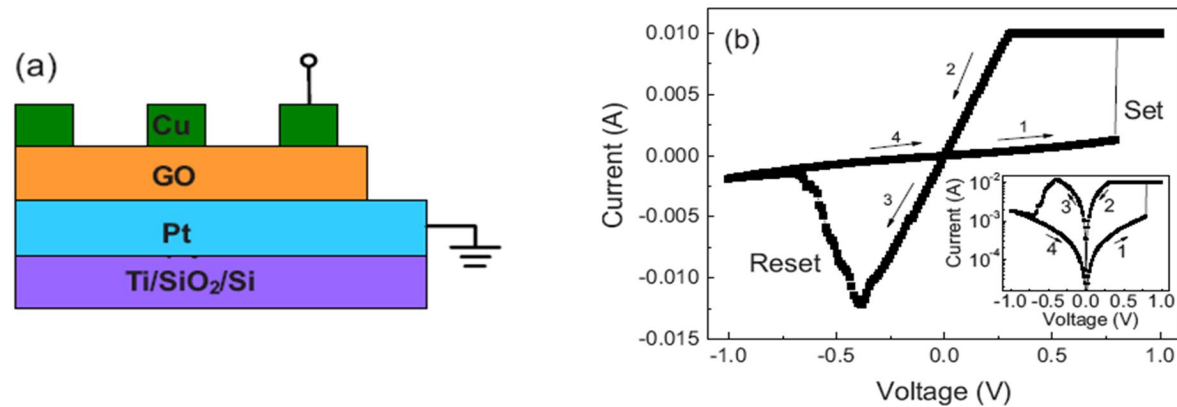 (a)
Cu
GO
Pt
Ti/SiO₂/Si
(b)
Current (A)
0.010
0.005
0.000
-0.005
-0.010
-0.015
2
Set
4
1
3
Reset
-1.0 -0.5 0.0 0.5 1.0
Voltage (V)
Current (A)
10⁻²
10⁻³
10⁻⁴
3 2
4 1
-1.0 -0.5 0.0 0.5 1.0
Voltage (V)